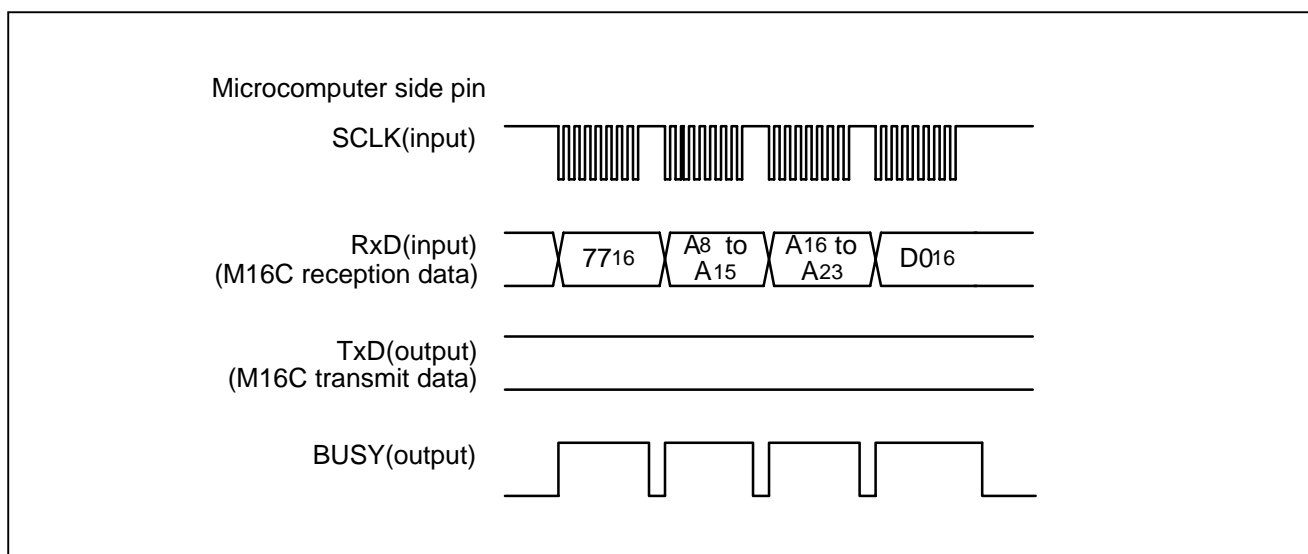 Microcomputer side pin
SCLK(input)
RxD(input)
(M16C reception data)
7716
A8 to
A15
A16 to
A23
D016
TxD(output)
(M16C transmit data)
BUSY(output)